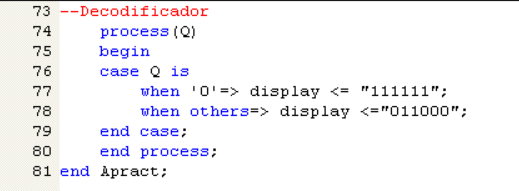 73 --Decodificador
74 process(Q)
75 begin
76 case Q is
77 when '0'=> display <= "111111";
78 when others=> display <="011000";
79 end case;
80 end process;
81 end Apract;